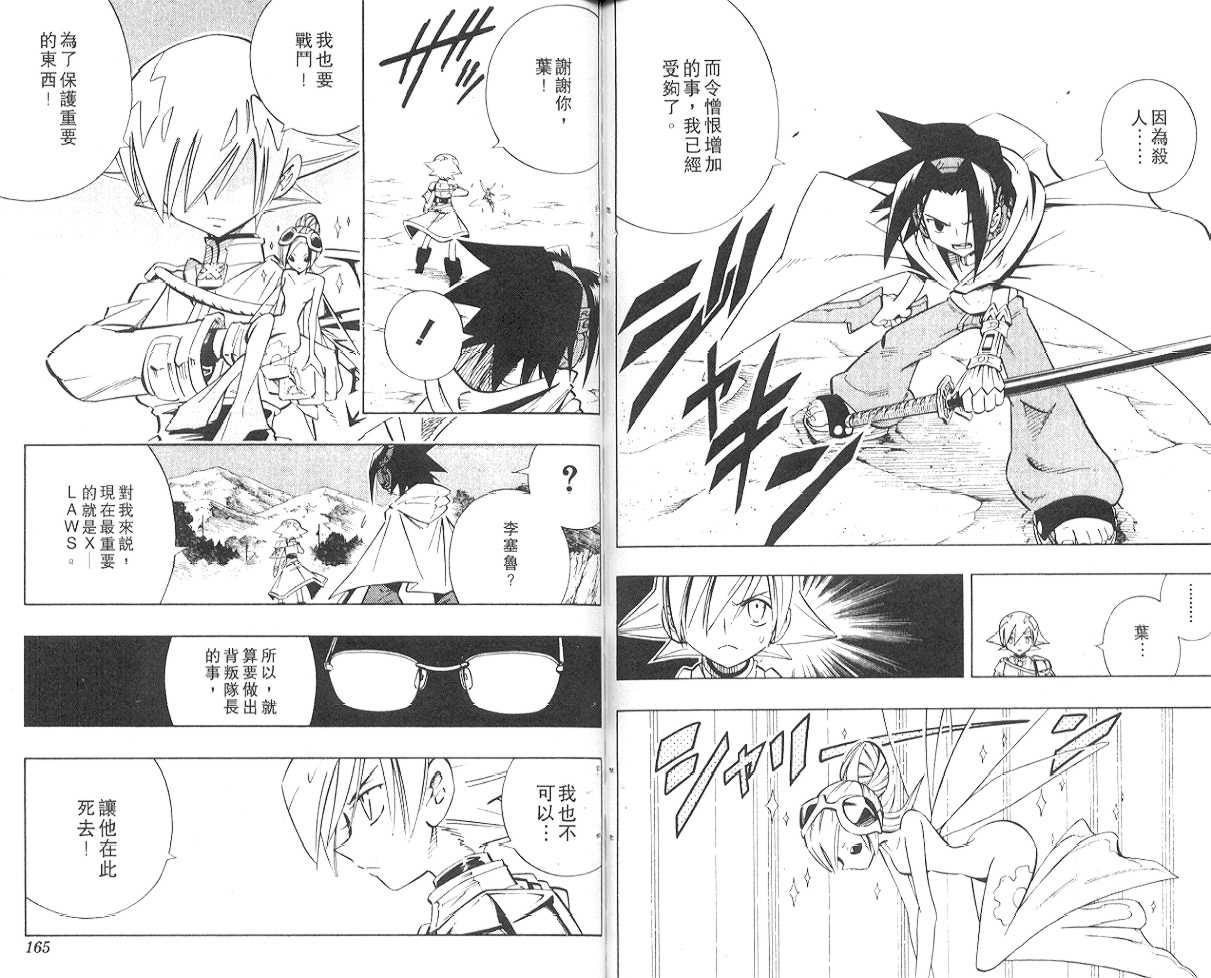 因為殺
人……
而令憎恨增加
的事，我已經
受夠了。
ジャキン
………
葉…
シャリン
謝謝你，
葉！
！
我也要
戰鬥！
為了保護重要
的東西！
？
李塞魯？
對我來說，
現在最重要
的就是X—
LAWS。
所以，就
算要做出
背叛隊長
的事，
我也不
可以…
讓他在此
死去！
165